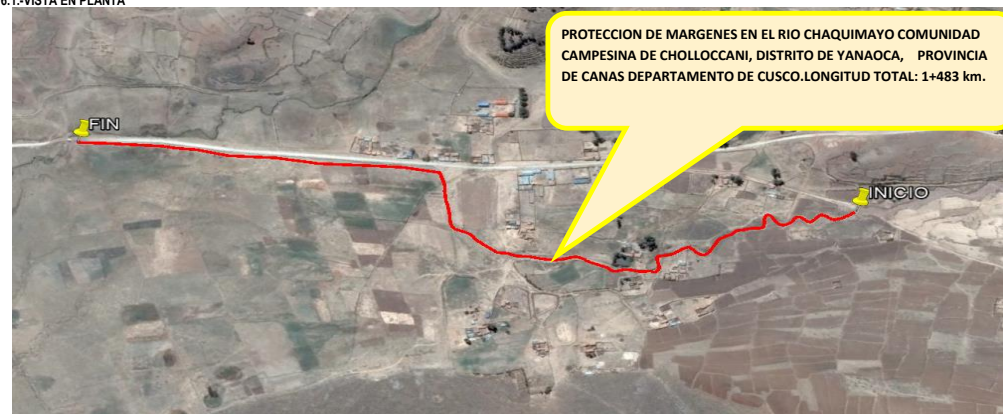 6.1.-VISTA EN PLANTA
PROTECCION DE MARGENES EN EL RIO CHAQUIMAYO COMUNIDAD
CAMPESINA DE CHOLLOCCANI, DISTRITO DE YANAOCA, PROVINCIA
DE CANAS DEPARTAMENTO DE CUSCO.LONGITUD TOTAL: 1+483 km.
FIN
INICIO